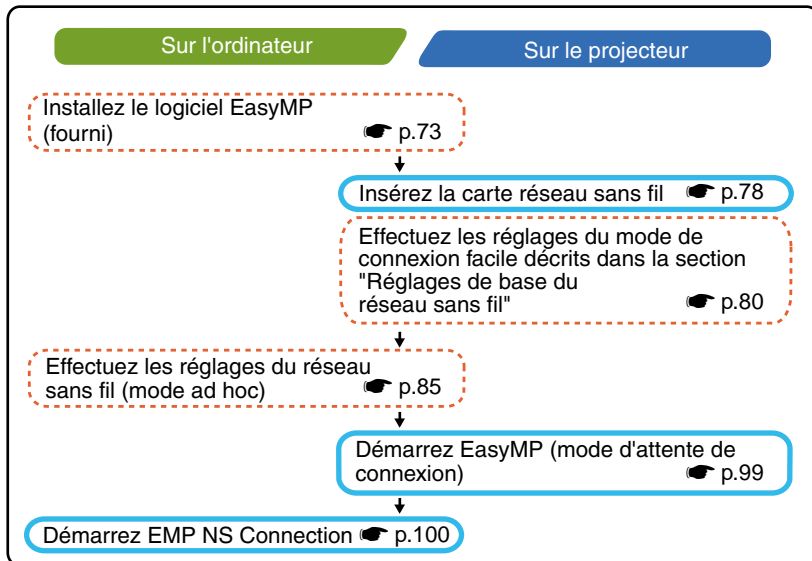 Sur l'ordinateur
Sur le projecteur
Installez le logiciel EasyMP
(fourni) ☛ p.73
Insérez la carte réseau sans fil ☛ p.78
Effectuez les réglages du mode de
connexion facile décrits dans la section
"Réglages de base du
réseau sans fil" ☛ p.80
Effectuez les réglages du réseau
sans fil (mode ad hoc) ☛ p.85
Démarrez EasyMP (mode d'attente de
connexion) ☛ p.99
Démarrez EMP NS Connection ☛ p.100